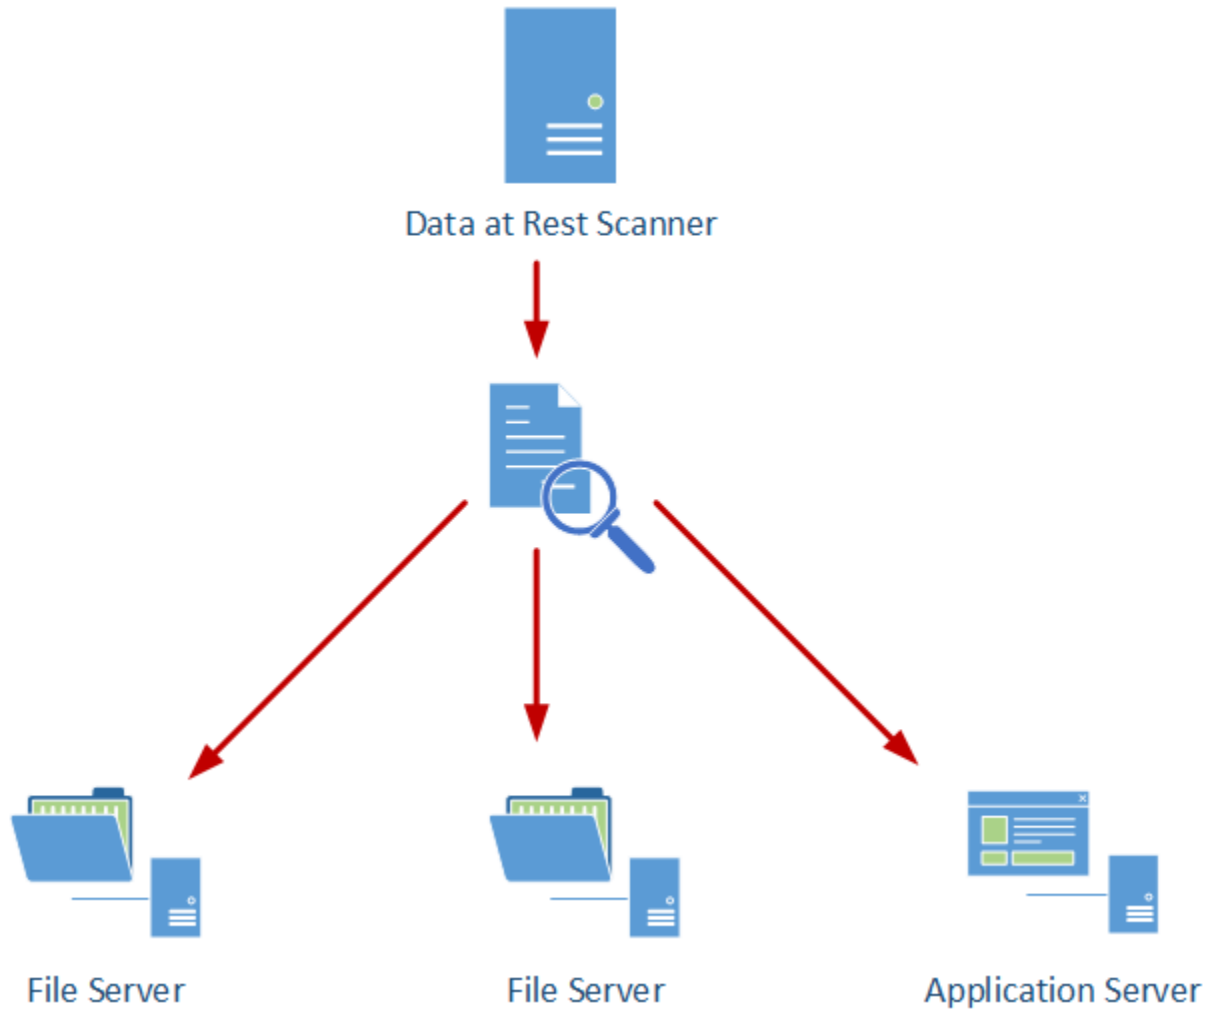 Data at Rest Scanner
File Server
File Server
Application Server